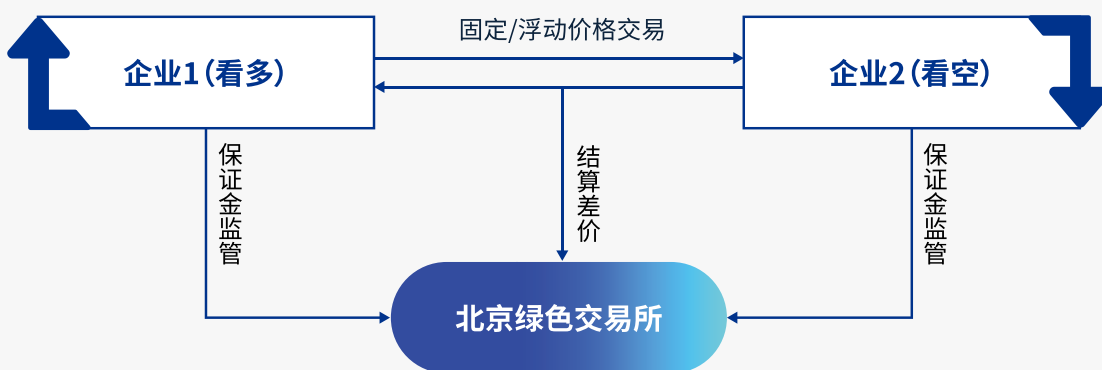 固定/浮动价格交易
企业1（看多）
企业2（看空）
保证金监管
结算差价
保证金监管
北京绿色交易所